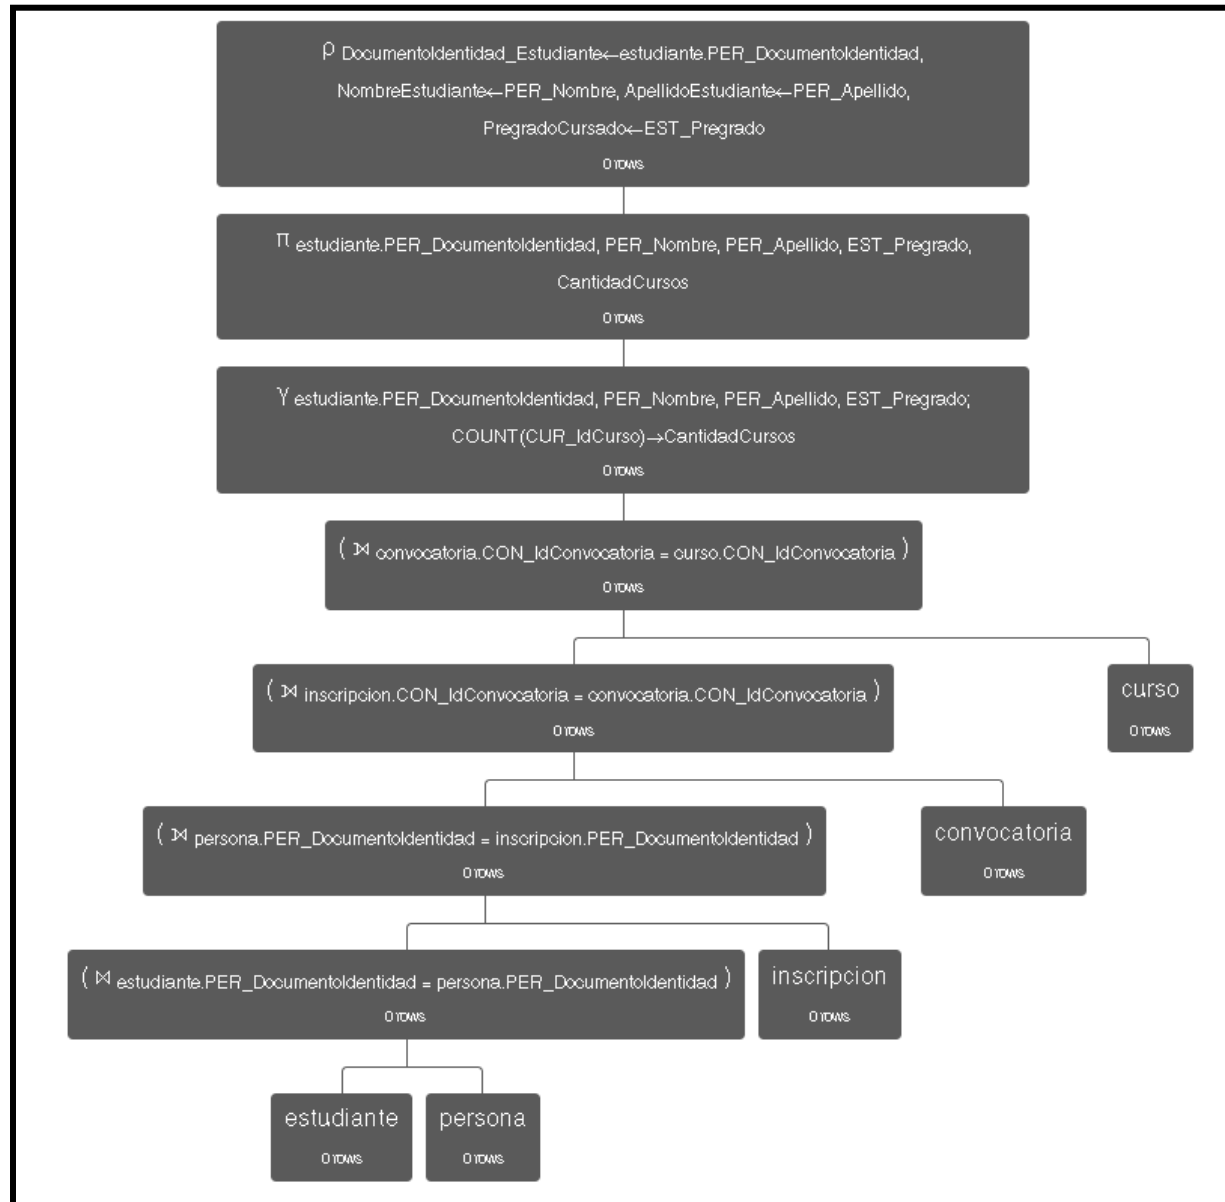 ρ DocumentoIdentidad_Estudiante←estudiante.PER_DocumentoIdentidad,
NombreEstudiante←PER_Nombre, ApellidoEstudiante←PER_Apellido,
PregradoCursado←EST_Pregrado
0 rows
π estudiante.PER_DocumentoIdentidad, PER_Nombre, PER_Apellido, EST_Pregrado,
CantidadCursos
0 rows
γ estudiante.PER_DocumentoIdentidad, PER_Nombre, PER_Apellido, EST_Pregrado;
COUNT(CUR_IdCurso)→CantidadCursos
0 rows
( ⟕ convocatoria.CON_IdConvocatoria = curso.CON_IdConvocatoria )
0 rows
( ⟕ inscripcion.CON_IdConvocatoria = convocatoria.CON_IdConvocatoria )
0 rows
curso
0 rows
( ⟕ persona.PER_DocumentoIdentidad = inscripcion.PER_DocumentoIdentidad )
0 rows
convocatoria
0 rows
( ⋈ estudiante.PER_DocumentoIdentidad = persona.PER_DocumentoIdentidad )
0 rows
inscripcion
0 rows
estudiante
0 rows
persona
0 rows